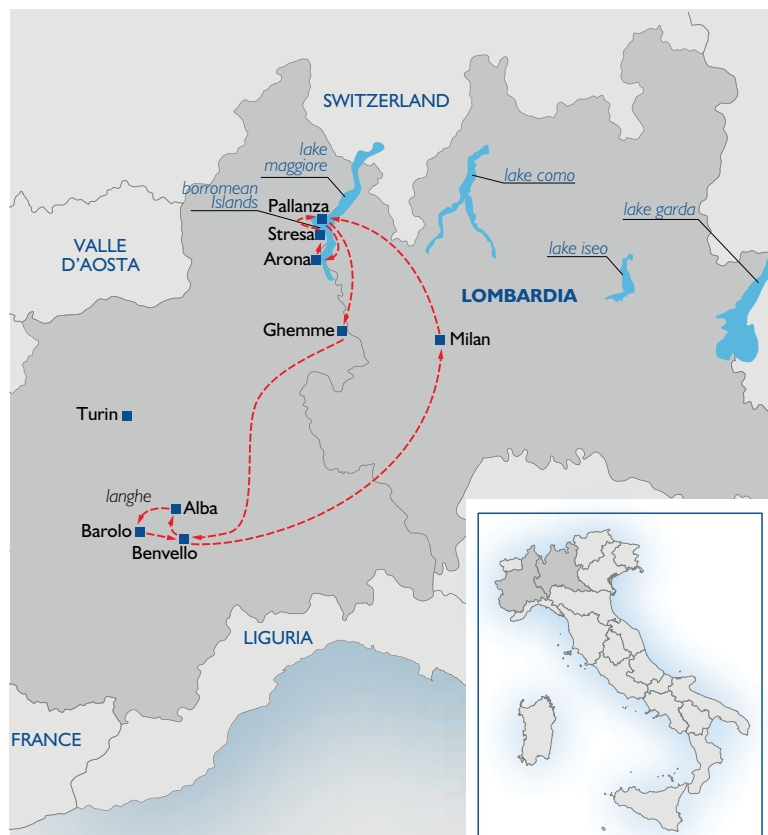 SWITZERLAND
lake
maggiore
borromean
Islands
lake como
Pallanza
lake garda
Stresa
VALLE
D'AOSTA
lake iseo
Arona
LOMBARDIA
Ghemme
Milan
Turin
langhe
Alba
Barolo
Benvello
LIGURIA
FRANCE